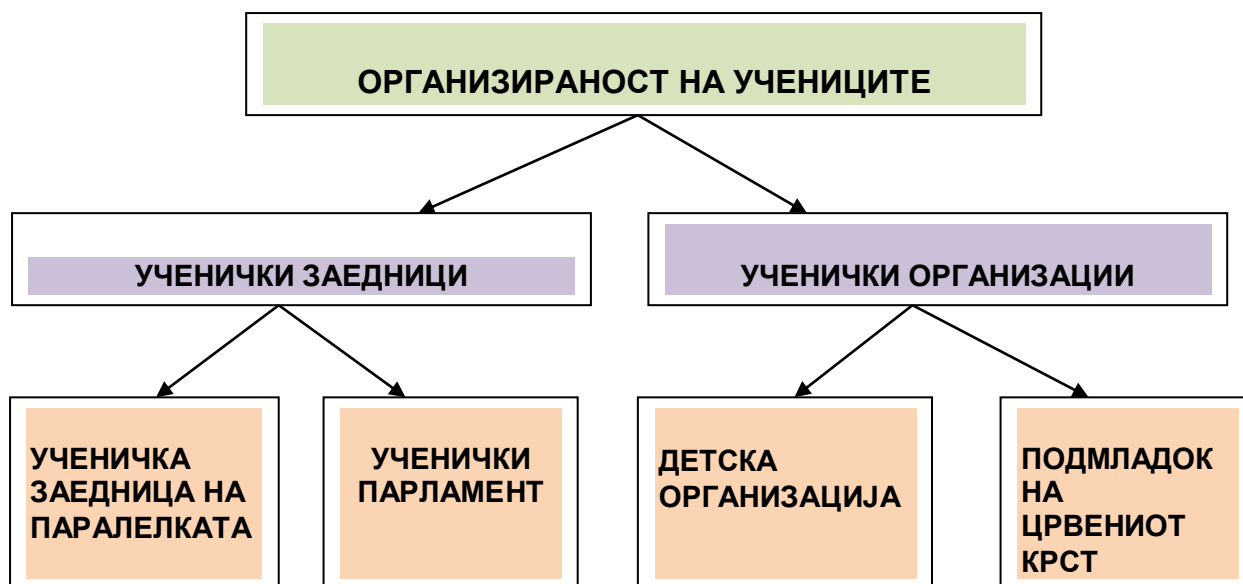 ОРГАНИЗИРАНОСТ НА УЧЕНИЦИТЕ
УЧЕНИЧКИ ЗАЕДНИЦИ
УЧЕНИЧКИ ОРГАНИЗАЦИИ
УЧЕНИЧКА
ЗАЕДНИЦА НА
ПАРАЛЕЛКАТА
УЧЕНИЧКИ
ПАРЛАМЕНТ
ДЕТСКА
ОРГАНИЗАЦИЈА
ПОДМЛАДОК
НА
ЦРВЕНИОТ
КРСТ